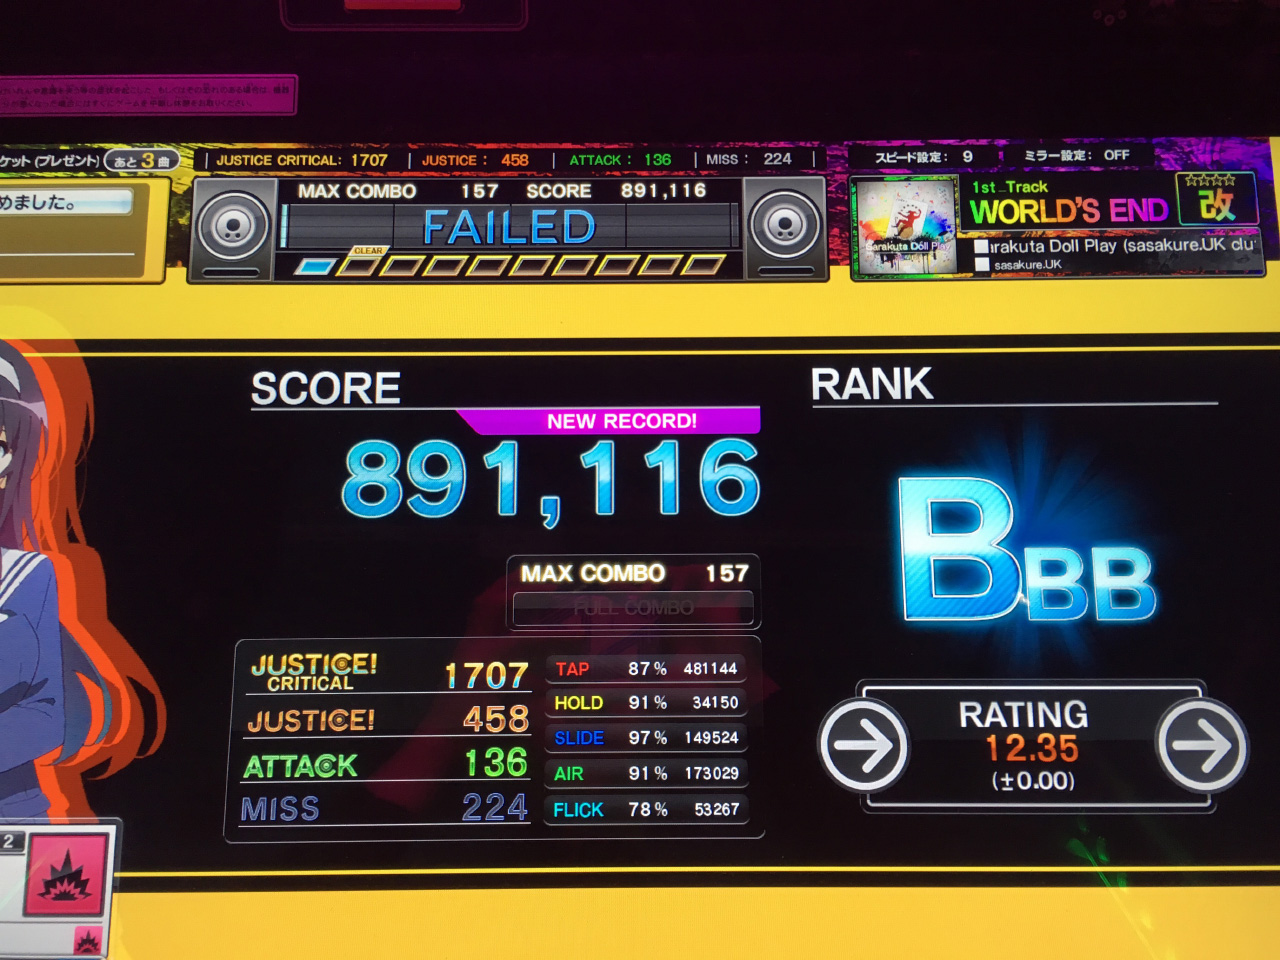 ケット (プレゼント) あと3曲
JUSTICE CRITICAL: 1707 JUSTICE: 458 ATTACK: 136 MISS: 224
スピード設定: 9 ミラー設定: OFF
めました。
MAX COMBO 157 SCORE 891,116
FAILED
CLEAR
1st_Track
WORLD'S END
☆☆☆☆
改
Garakuta Doll Play
arakuta Doll Play (sasakure.UK clu
sasakure.UK
SCORE
NEW RECORD!
891,116
RANK
BBB
MAX COMBO 157
FULL COMBO
JUSTICE! CRITICAL 1707
JUSTICE! 458
ATTACK 136
MISS 224
TAP 87% 481144
HOLD 91% 34150
SLIDE 97% 149524
AIR 91% 173029
FLICK 78% 53267
RATING
12.35
(±0.00)
2